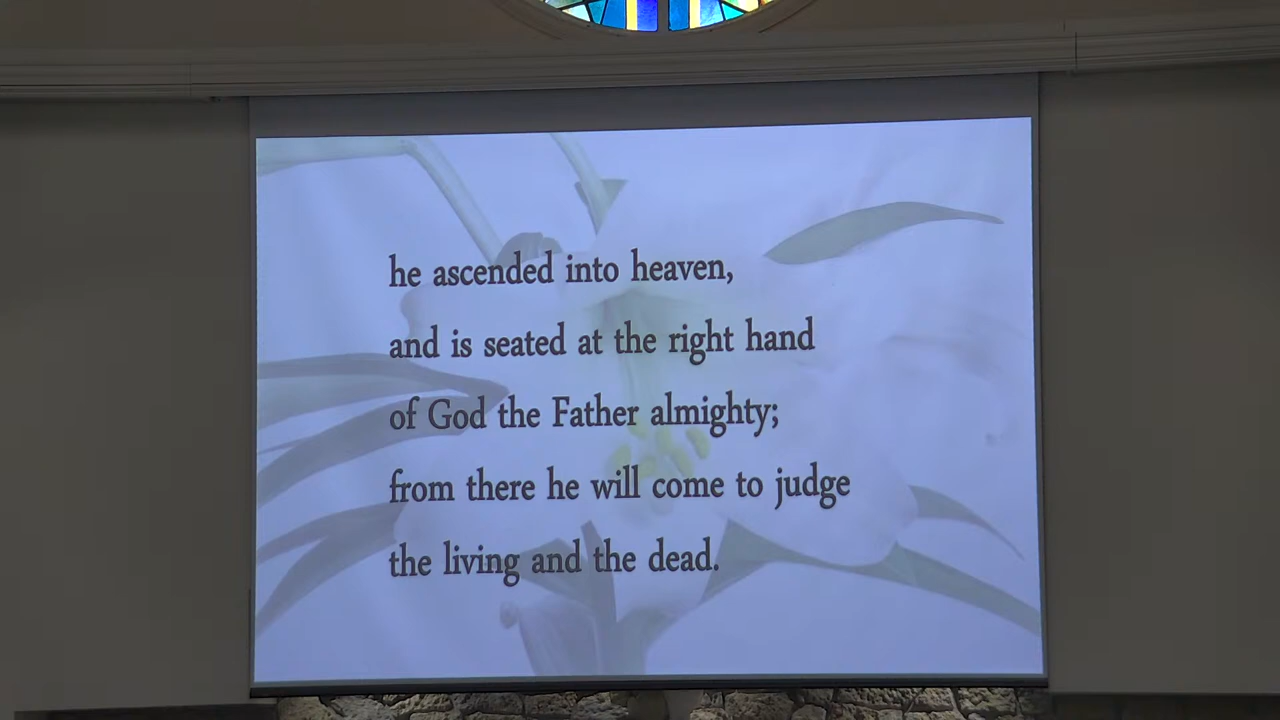 he ascended into heaven,
and is seated at the right hand
of God the Father almighty;
from there he will come to judge
the living and the dead.